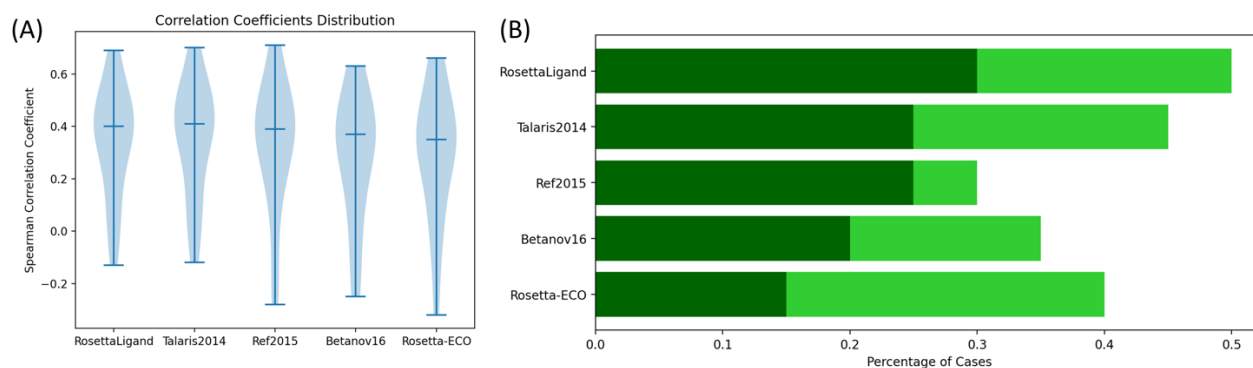 (A)
Correlation Coefficients Distribution
Spearman Correlation Coefficient
0.6
0.4
0.2
0.0
−0.2
RosettaLigand Talaris2014 Ref2015 Betanov16 Rosetta-ECO
(B)
RosettaLigand
Talaris2014
Ref2015
Betanov16
Rosetta-ECO
0.0 0.1 0.2 0.3 0.4 0.5
Percentage of Cases